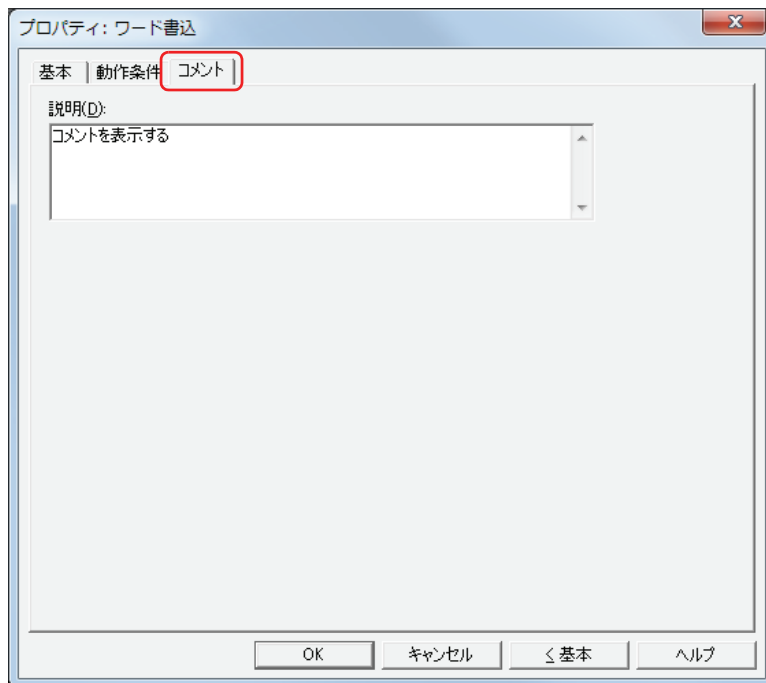 プロパティ: ワード書込
基本 動作条件 コメント
説明(D):
コメントを表示する
OK キャンセル ≤ 基本 ヘルプ